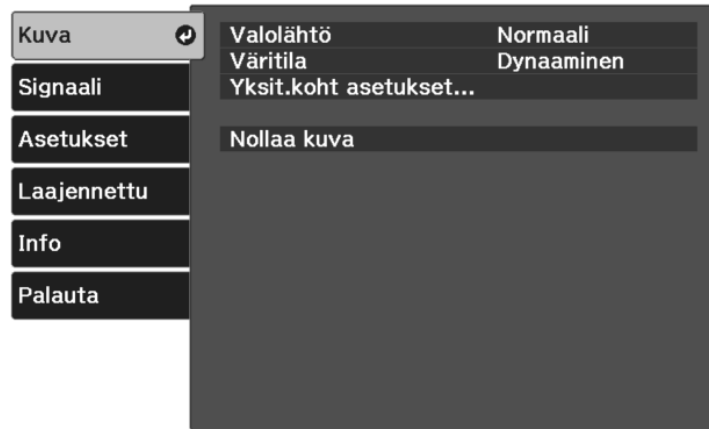 Kuva
Signaali
Asetukset
Laajennettu
Info
Palauta
Valolähtö Normaali
Väritila Dynaaminen
Yksit.koht asetukset...
Nollaa kuva